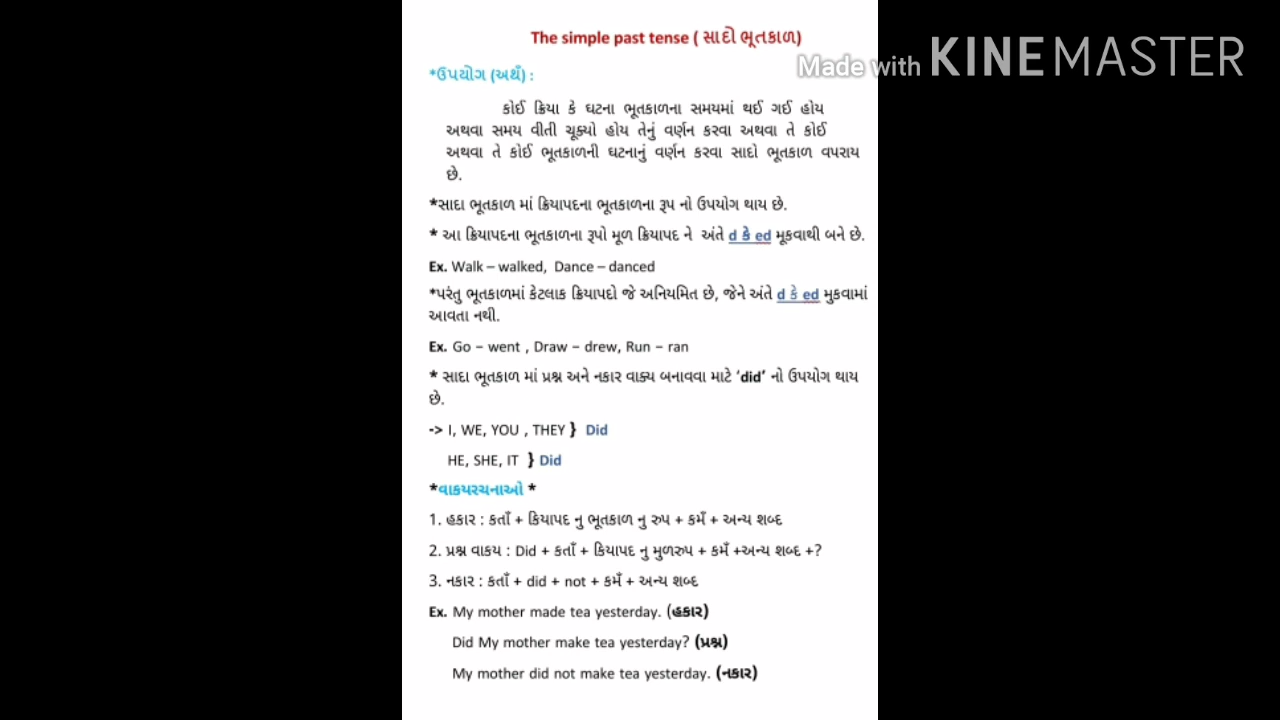 The simple past tense ( સાદો ભૂતકાળ)
Made with KINEMASTER
*ઉપયોગ (અર્થ) :
કોઈ ક્રિયા કે ઘટના ભૂતકાળના સમયમાં થઈ ગઈ હોય
અથવા સમય વીતી ચૂક્યો હોય તેનું વર્ણન કરવા અથવા તે કોઈ
અથવા તે કોઈ ભૂતકાળની ઘટનાનું વર્ણન કરવા સાદો ભૂતકાળ વપરાય
છે.
*સાદા ભૂતકાળ માં ક્રિયાપદના ભૂતકાળના રૂપ નો ઉપયોગ થાય છે.
* આ ક્રિયાપદના ભૂતકાળના રૂપો મૂળ ક્રિયાપદ ને અંતે d કે ed મૂકવાથી બને છે.
Ex. Walk – walked, Dance – danced
*પરંતુ ભૂતકાળમાં કેટલાક ક્રિયાપદો જે અનિયમિત છે, જેને અંતે d કે ed મુકવામાં
આવતા નથી.
Ex. Go – went , Draw – drew, Run – ran
* સાદા ભૂતકાળ માં પ્રશ્ન અને નકાર વાક્ય બનાવવા માટે ‘did’ નો ઉપયોગ થાય
છે.
-> I, WE, YOU , THEY } Did
HE, SHE, IT } Did
*વાકયરચનાઓ *
1. હકાર : કર્તાં + કિયાપદ નુ ભૂતકાળ નુ રુપ + કર્મં + અન્ય શબ્દ
2. પ્રશ્ન વાકય : Did + કર્તાં + કિયાપદ નુ મુળરુપ + કર્મં +અન્ય શબ્દ +?
3. નકાર : કર્તાં + did + not + કર્મં + અન્ય શબ્દ
Ex. My mother made tea yesterday. (હકાર)
Did My mother make tea yesterday? (પ્રશ્ન)
My mother did not make tea yesterday. (નકાર)